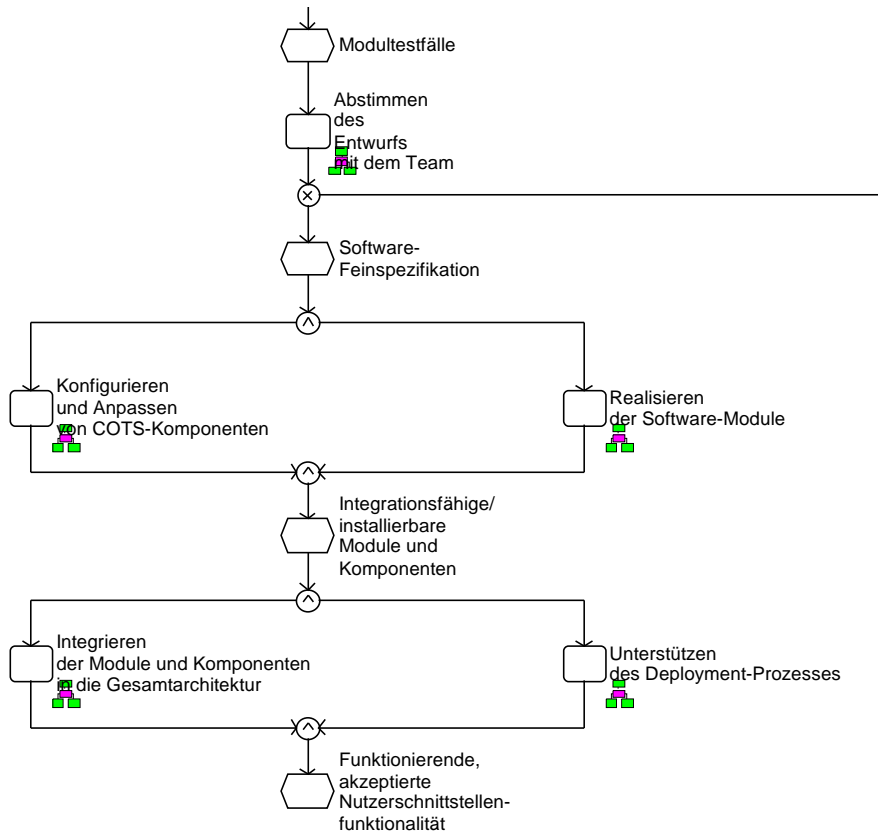 Modultestfälle
Abstimmen
des
Entwurfs
mit dem Team
Software-
Feinspezifikation
Konfigurieren
und Anpassen
von COTS-Komponenten
Realisieren
der Software-Module
Integrationsfähige/
installierbare
Module und
Komponenten
Integrieren
der Module und Komponenten
in die Gesamtarchitektur
Unterstützen
des Deployment-Prozesses
Funktionierende,
akzeptierte
Nutzerschnittstellen-
funktionalität